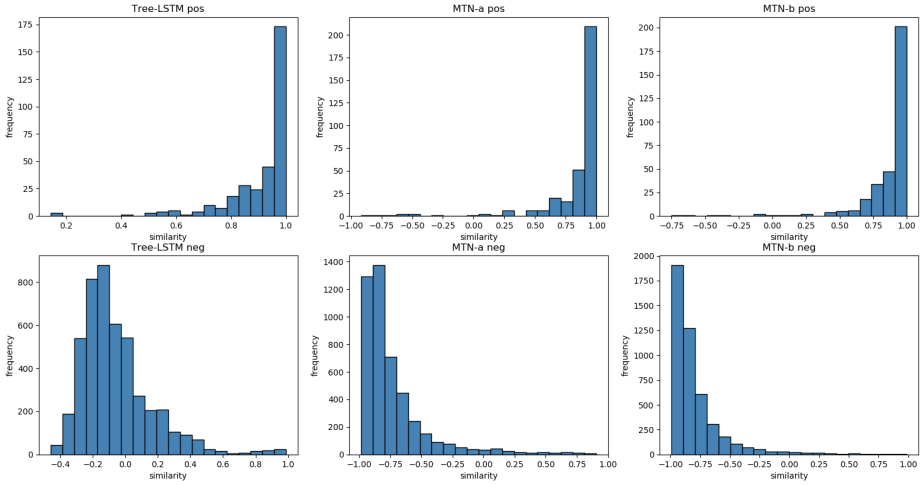 Tree-LSTM pos
frequency
175
150
125
100
75
50
25
0
0.2 0.4 0.6 0.8 1.0
similarity
MTN-a pos
frequency
200
175
150
125
100
75
50
25
0
−1.00 −0.75 −0.50 −0.25 0.00 0.25 0.50 0.75 1.00
similarity
MTN-b pos
frequency
200
175
150
125
100
75
50
25
0
−0.75 −0.50 −0.25 0.00 0.25 0.50 0.75 1.00
similarity
Tree-LSTM neg
frequency
800
600
400
200
0
−0.4 −0.2 0.0 0.2 0.4 0.6 0.8 1.0
similarity
MTN-a neg
frequency
1400
1200
1000
800
600
400
200
0
−1.00 −0.75 −0.50 −0.25 0.00 0.25 0.50 0.75 1.00
similarity
MTN-b neg
frequency
2000
1750
1500
1250
1000
750
500
250
0
−1.00 −0.75 −0.50 −0.25 0.00 0.25 0.50 0.75 1.00
similarity